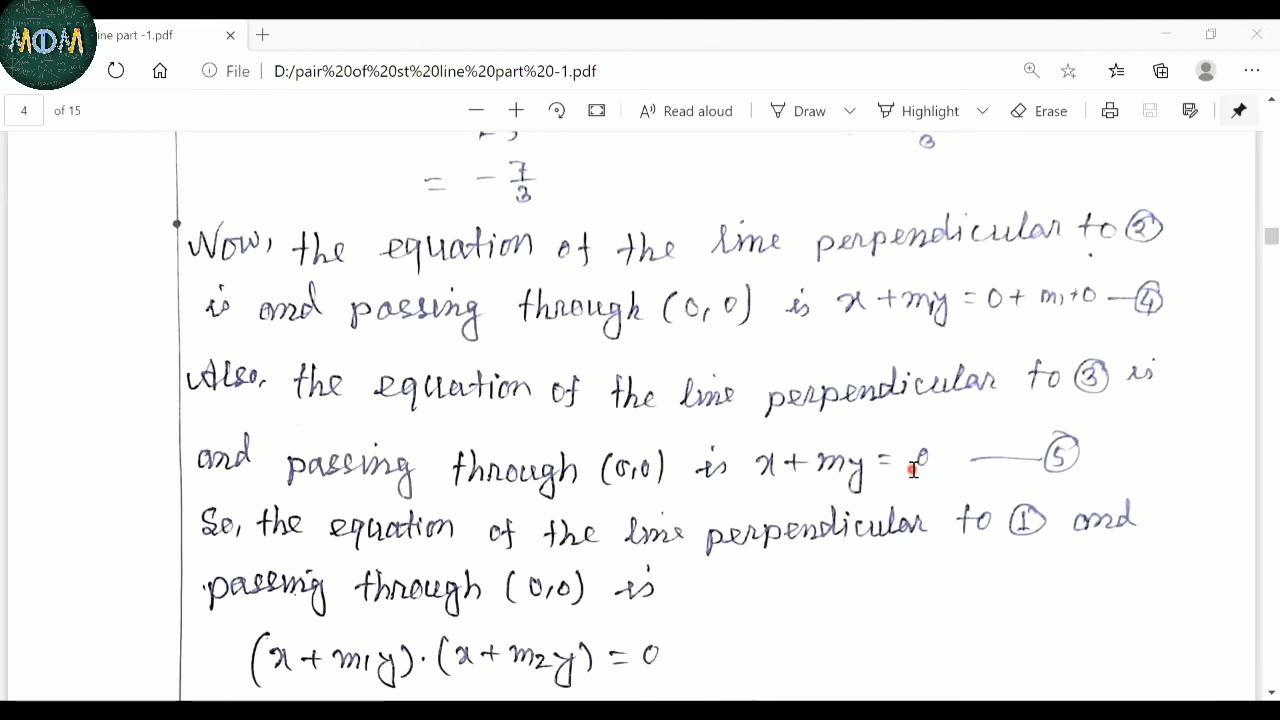 MOM
line part -1.pdf
File D:/pair%20of%20st%20line%20part%20-1.pdf
4 of 15 Read aloud Draw Highlight Erase
3
= - 7/3
Now, the equation of the line perpendicular to ②
is and passing through (0,0) is x + m₁y = 0 + m₁·0 — ④
Also, the equation of the line perpendicular to ③ is
and passing through (0,0) is x + my = 0 — ⑤
So, the equation of the line perpendicular to ① and
passing through (0,0) is
(x + m₁y)·(x + m₂y) = 0